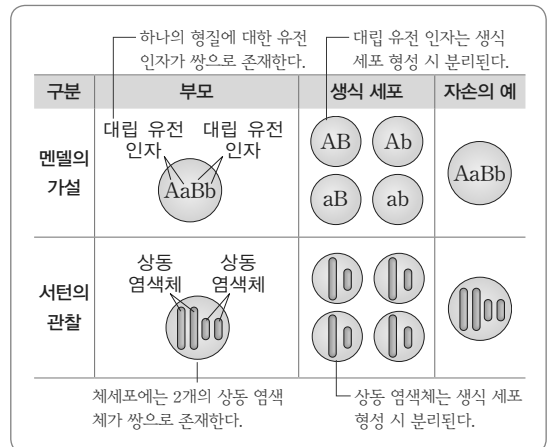 하나의 형질에 대한 유전
인자가 쌍으로 존재한다.
대립 유전 인자는 생식
세포 형성 시 분리된다.
구분 부모 생식 세포 자손의 예
멘델의
가설
대립 유전
인자
대립 유전
인자
AaBb
AB Ab
aB ab
AaBb
서턴의
관찰
상동
염색체
상동
염색체
체세포에는 2개의 상동 염색
체가 쌍으로 존재한다.
상동 염색체는 생식 세포
형성 시 분리된다.